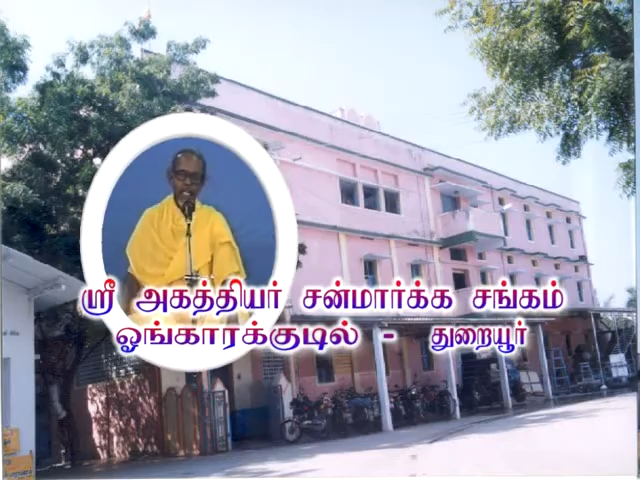 ஸ்ரீ அகத்தியர் சன்மார்க்க சங்கம்
ஓங்காரக்குடில் - துறையூர்